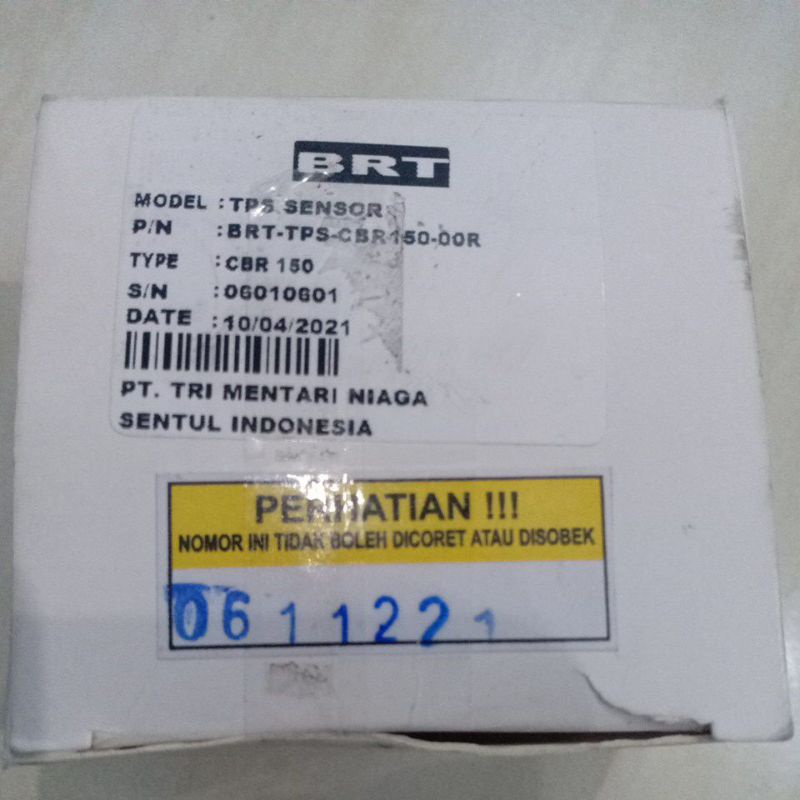 BRT
MODEL : TPS SENSOR
P/N : BRT-TPS-CBR150-00R
TYPE : CBR 150
S/N : 06010601
DATE : 10/04/2021
PT. TRI MENTARI NIAGA
SENTUL INDONESIA
PERHATIAN !!!
NOMOR INI TIDAK BOLEH DICORET ATAU DISOBEK
0611221